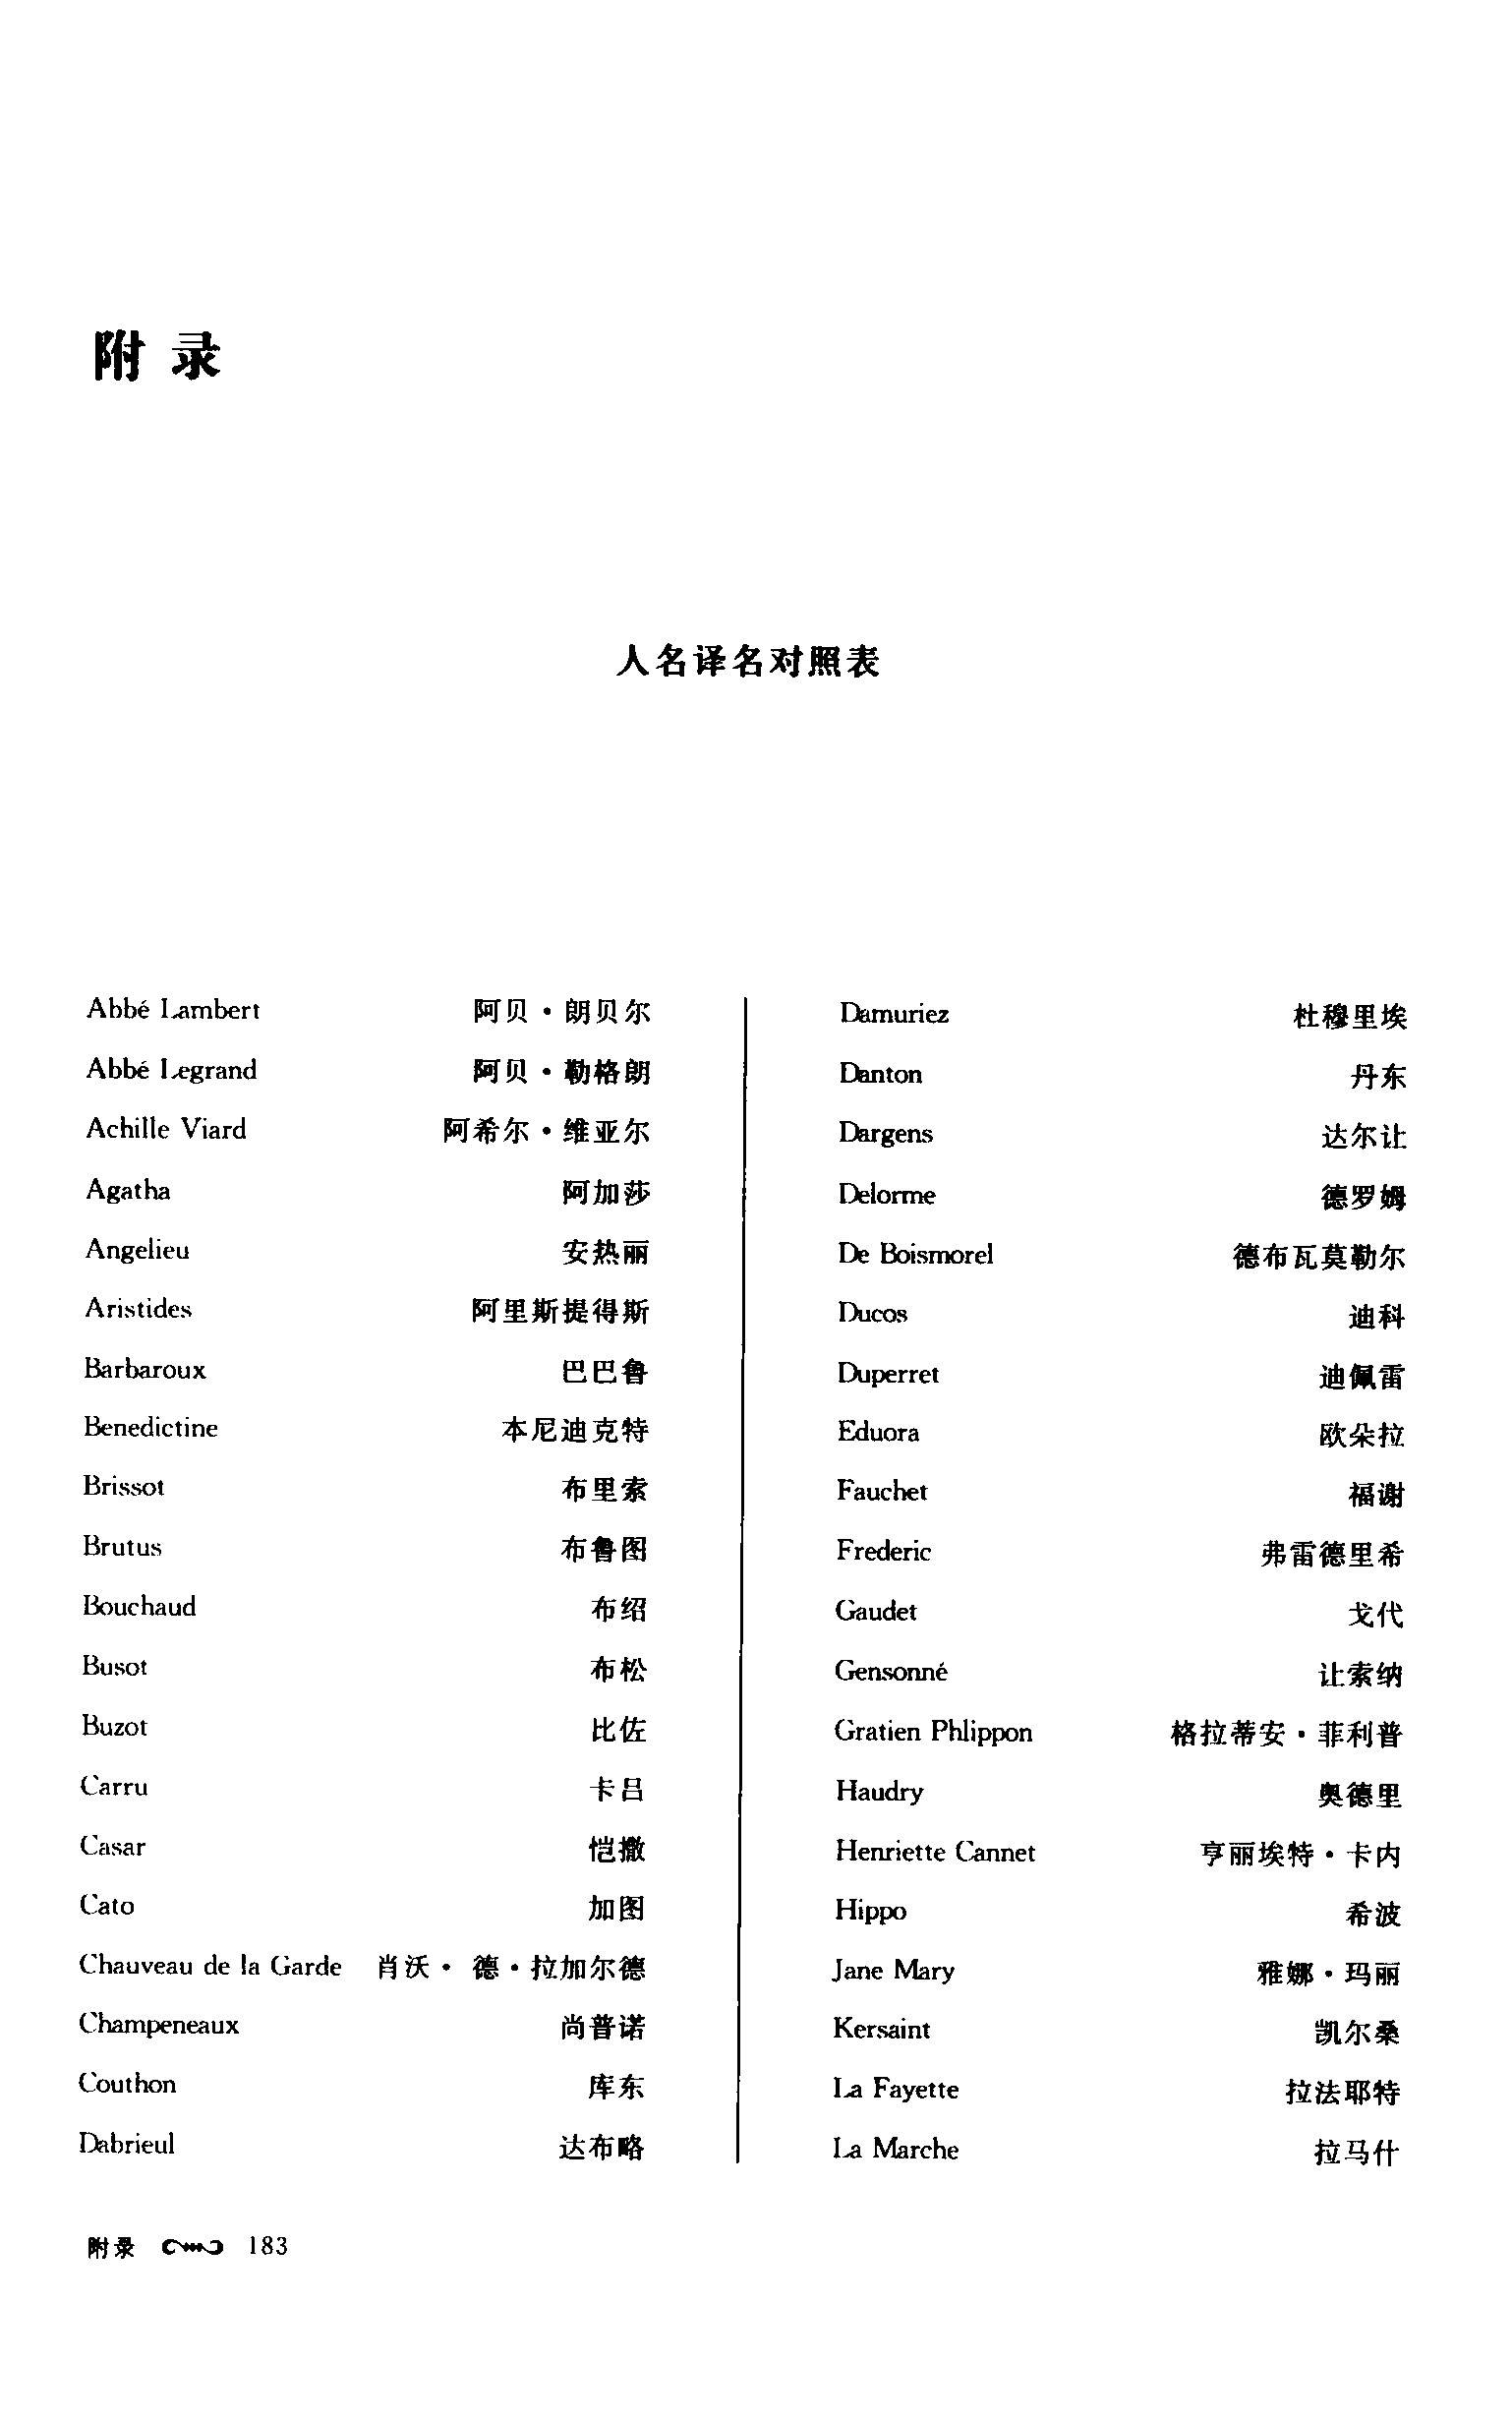 附录
人名译名对照表
Abbé Lambert 阿贝·朗贝尔
Abbé Legrand 阿贝·勒格朗
Achille Viard 阿希尔·维亚尔
Agatha 阿加莎
Angelieu 安热丽
Aristides 阿里斯提得斯
Barbaroux 巴巴鲁
Benedictine 本尼迪克特
Brissot 布里索
Brutus 布鲁图
Bouchaud 布绍
Busot 布松
Buzot 比佐
Carru 卡吕
Casar 恺撒
Cato 加图
Chauveau de la Garde 肖沃· 德·拉加尔德
Champeneaux 尚普诺
Couthon 库东
Dabrieul 达布略
Damuriez 杜穆里埃
Danton 丹东
Dargens 达尔让
Delorme 德罗姆
De Boismorel 德布瓦莫勒尔
Ducos 迪科
Duperret 迪佩雷
Eduora 欧朵拉
Fauchet 福谢
Frederic 弗雷德里希
Gaudet 戈代
Gensonné 让索纳
Gratien Phlippon 格拉蒂安·菲利普
Haudry 奥德里
Henriette Cannet 亨丽埃特·卡内
Hippo 希波
Jane Mary 雅娜·玛丽
Kersaint 凯尔桑
La Fayette 拉法耶特
La Marche 拉马什
附录 183